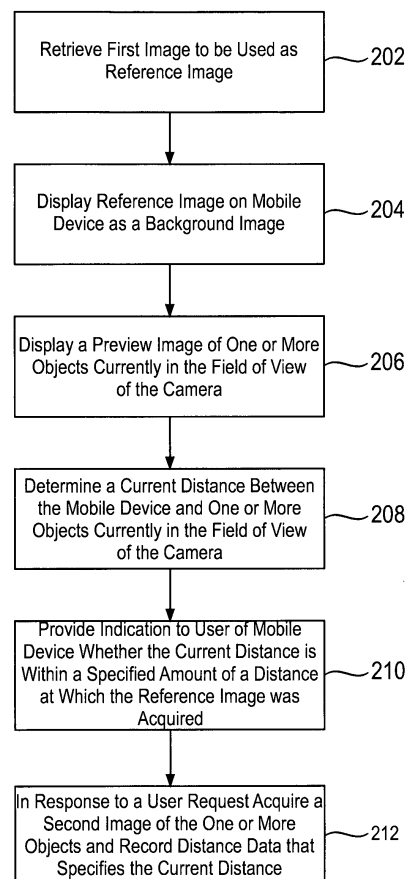 Retrieve First Image to be Used as
Reference Image
202
Display Reference Image on Mobile
Device as a Background Image
204
Display a Preview Image of One or More
Objects Currently in the Field of View
of the Camera
206
Determine a Current Distance Between
the Mobile Device and One or More
Objects Currently in the Field of View
of the Camera
208
Provide Indication to User of Mobile
Device Whether the Current Distance is
Within a Specified Amount of a Distance
at Which the Reference Image was
Acquired
210
In Response to a User Request Acquire a
Second Image of the One or More
Objects and Record Distance Data that
Specifies the Current Distance
212